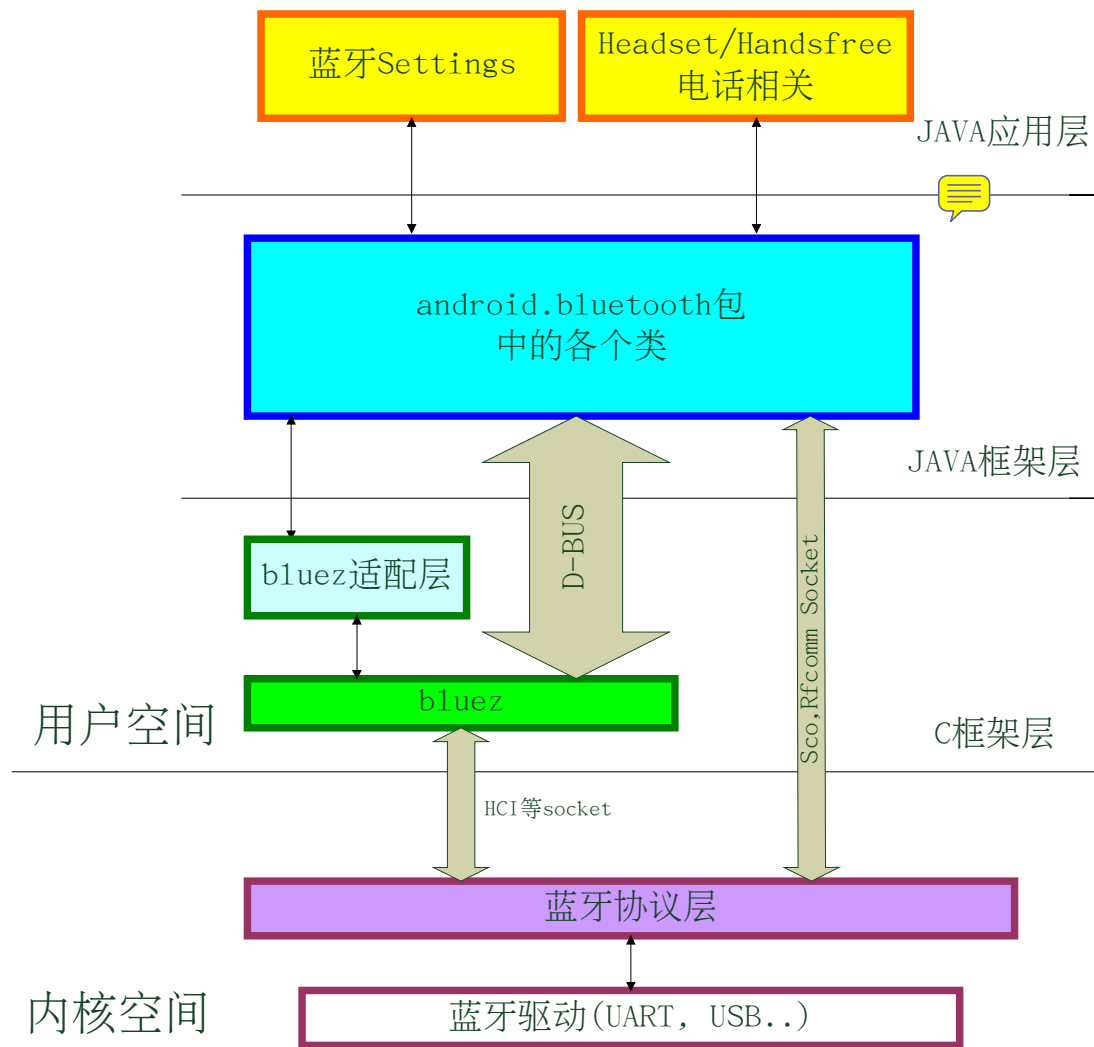 蓝牙Settings
Headset/Handsfree
电话相关
JAVA应用层
android.bluetooth包
中的各个类
JAVA框架层
D-BUS
bluez适配层
Sco,Rfcomm Socket
bluez
用户空间
C框架层
HCI等socket
蓝牙协议层
内核空间
蓝牙驱动(UART, USB..)